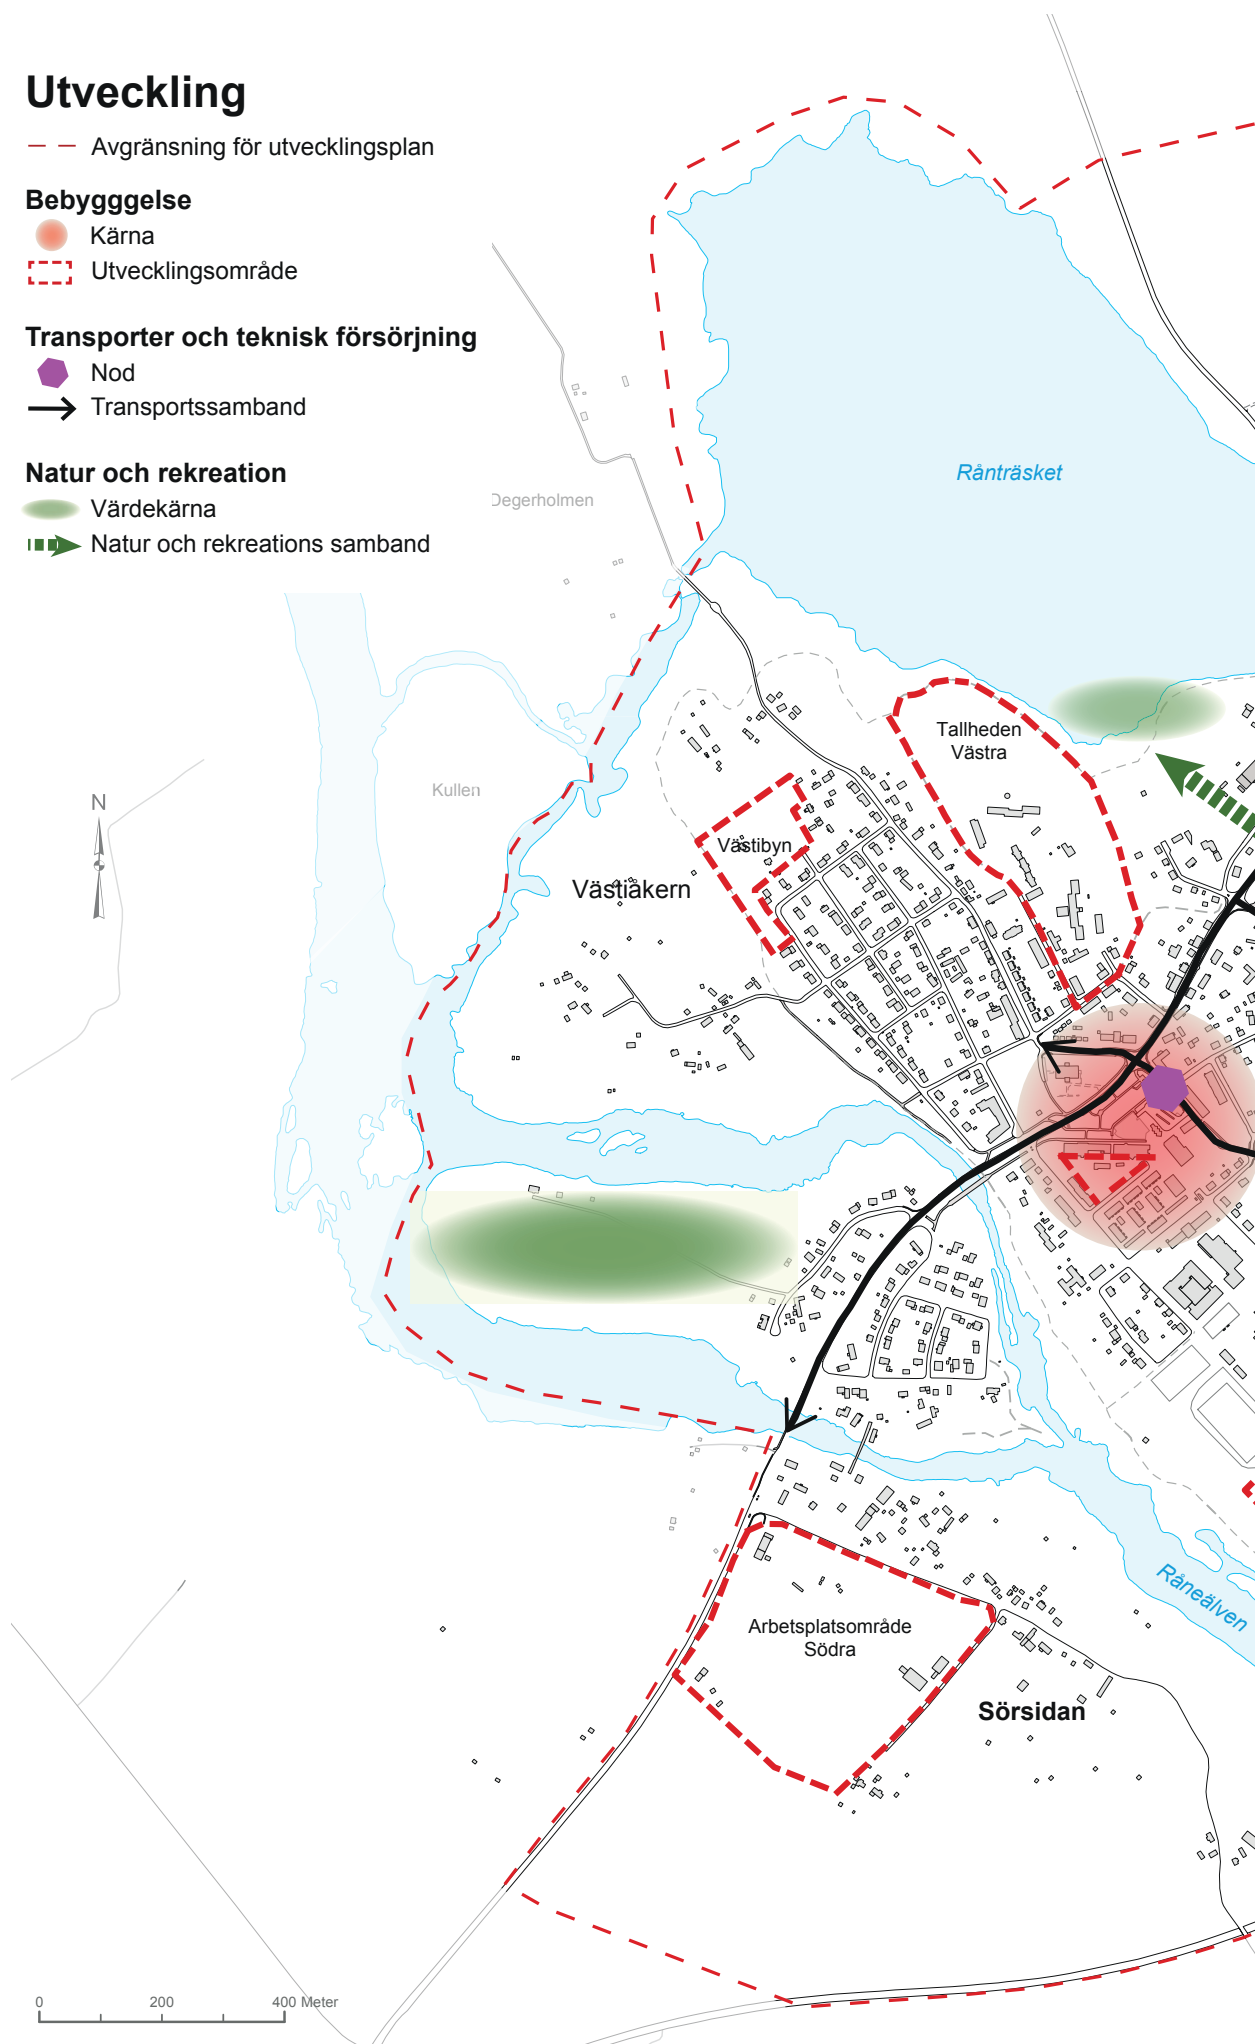 Utveckling
Avgränsning för utvecklingsplan
Bebygggelse
Kärna
Utvecklingsområde
Transporter och teknisk försörjning
Nod
Transportssamband
Natur och rekreation
Värdekärna
Natur och rekreations samband
Rånträsket
Degerholmen
Tallheden
Västra
Kullen
N
Västibyn
Västiåkern
Råneälven
Arbetsplatsområde
Södra
Sörsidan
0 200 400 Meter